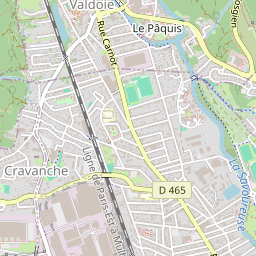 Valdoie
Le Pâquis
Rue Carnot
Cravanche
D 465
Ligne de Paris-Est à Mul
La Savoureuse